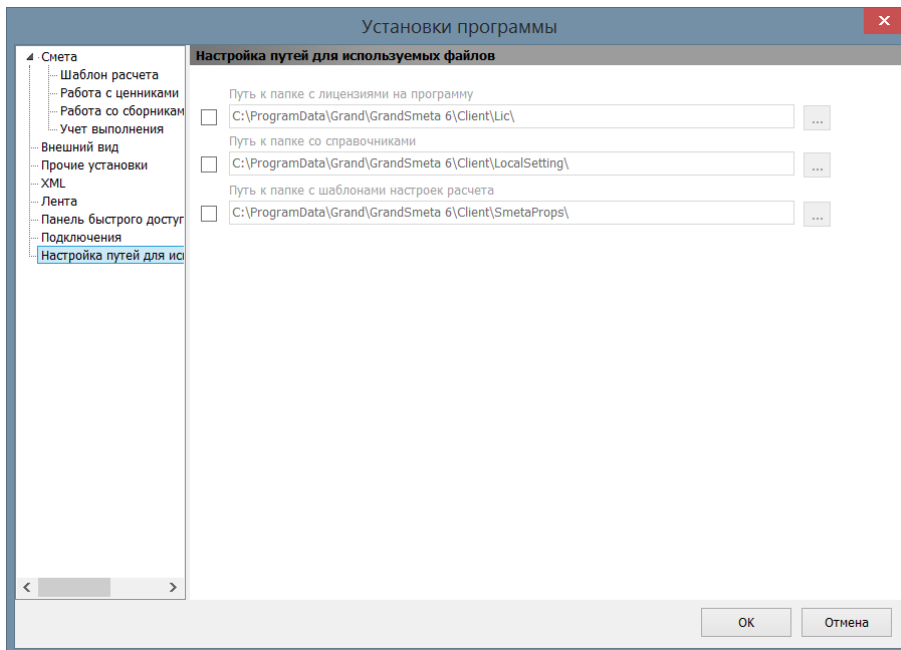 Установки программы
Смета
Шаблон расчета
Работа с ценниками
Работа со сборникам
Учет выполнения
Внешний вид
Прочие установки
XML
Лента
Панель быстрого доступ
Подключения
Настройка путей для исп
Настройка путей для используемых файлов
Путь к папке с лицензиями на программу
C:\ProgramData\Grand\GrandSmeta 6\Client\Lic\
...
Путь к папке со справочниками
C:\ProgramData\Grand\GrandSmeta 6\Client\LocalSetting\
...
Путь к папке с шаблонами настроек расчета
C:\ProgramData\Grand\GrandSmeta 6\Client\SmetaProps\
...
ОК
Отмена